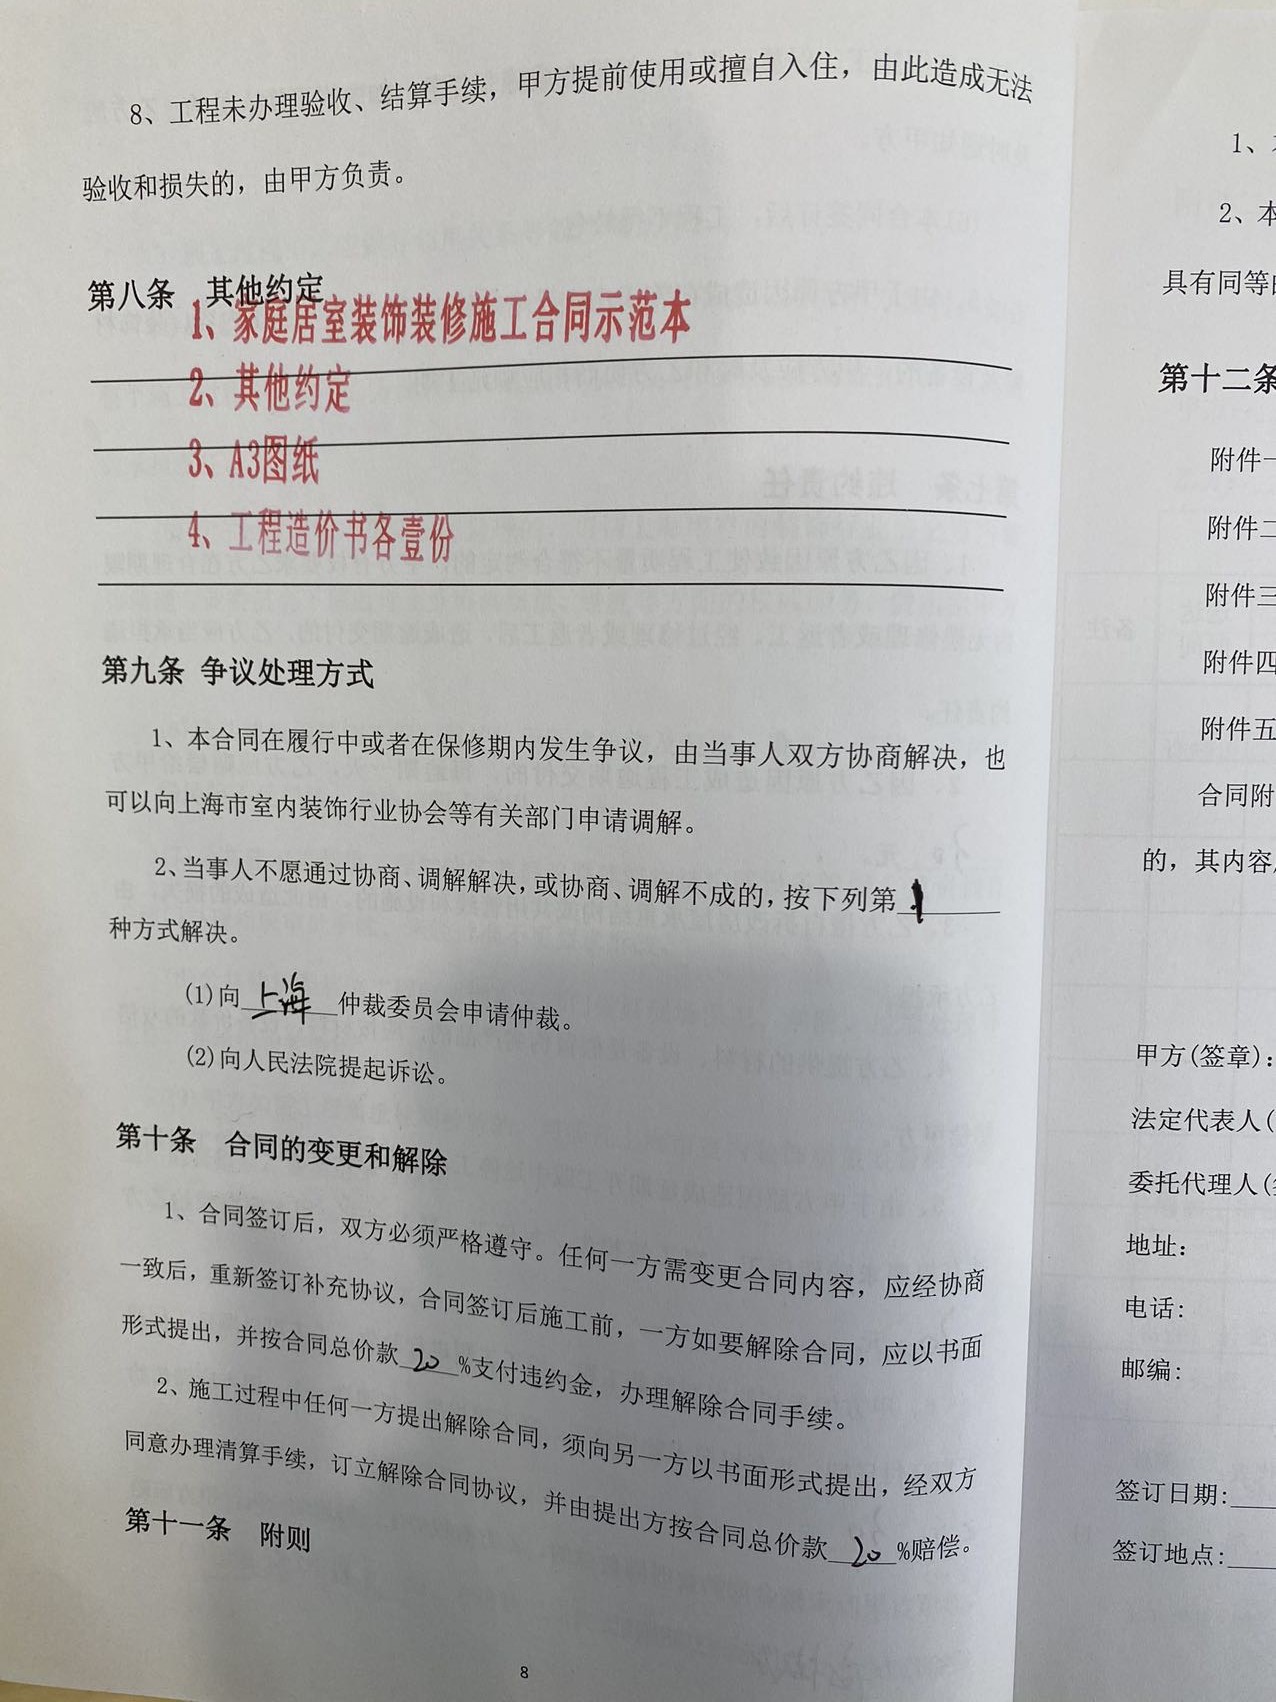 8、工程未办理验收、结算手续，甲方提前使用或擅自入住，由此造成无法
验收和损失的，由甲方负责。
第八条　其他约定
1、家庭居室装饰装修施工合同示范本
2、其他约定
3、A3图纸
4、工程造价书各壹份
第九条 争议处理方式
1、本合同在履行中或者在保修期内发生争议，由当事人双方协商解决，也
可以向上海市室内装饰行业协会等有关部门申请调解。
2、当事人不愿通过协商、调解解决，或协商、调解不成的，按下列第1
种方式解决。
(1)向上海仲裁委员会申请仲裁。
(2)向人民法院提起诉讼。
第十条　合同的变更和解除
1、合同签订后，双方必须严格遵守。任何一方需变更合同内容，应经协商
一致后，重新签订补充协议，合同签订后施工前，一方如要解除合同，应以书面
形式提出，并按合同总价款20%支付违约金，办理解除合同手续。
2、施工过程中任何一方提出解除合同，须向另一方以书面形式提出，经双方
同意办理清算手续，订立解除合同协议，并由提出方按合同总价款20%赔偿。
第十一条　附则
8
1、
2、本
具有同等
第十二条
附件一
附件二
附件三
附件四
附件五
合同附
的，其内容
甲方(签章)：
法定代表人(
委托代理人(
地址：
电话：
邮编：
签订日期：
签订地点：